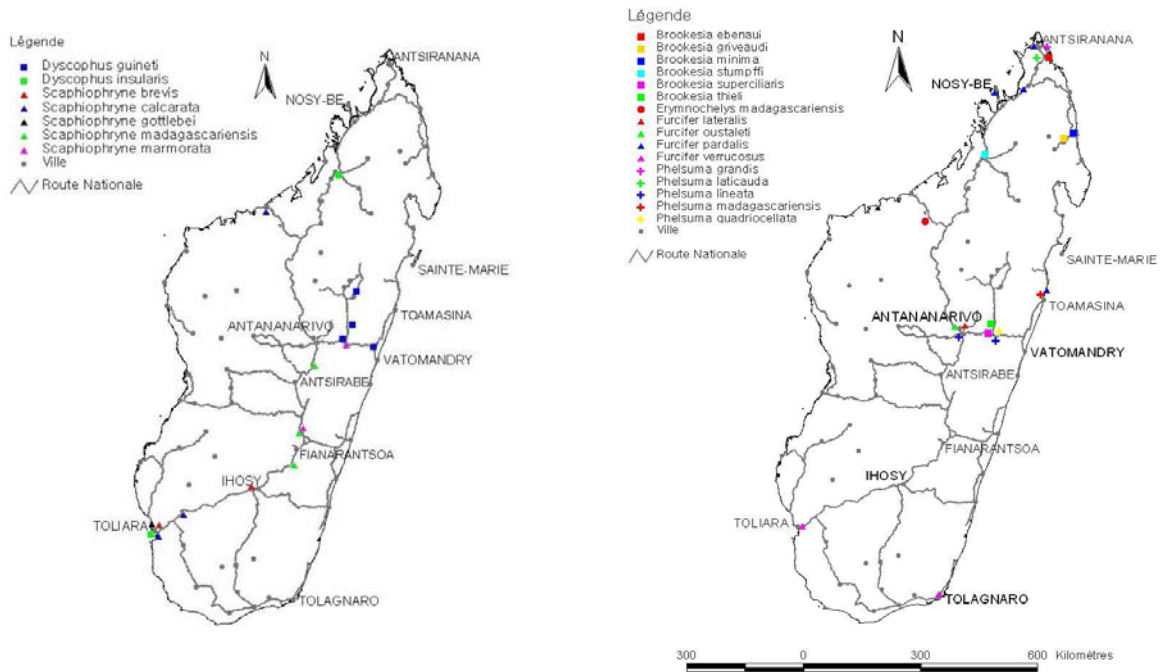 Légende
Dyscophus guineti
Dyscophus insularis
Scaphiophryne brevis
Scaphiophryne calcarata
Scaphiophryne gottlebei
Scaphiophryne madagascariensis
Scaphiophryne marmorata
Ville
Route Nationale
N
ANTSIRANANA
NOSY-BE
SAINTE-MARIE
TOAMASINA
ANTANANARIVO
VATOMANDRY
ANTSIRABE
FIANARANTSOA
IHOSY
TOLIARA
TOLAGNARO
Légende
Brookesia ebenaui
Brookesia griveaudi
Brookesia minima
Brookesia stumpffi
Brookesia superciliaris
Brookesia thieli
Erymnochelys madagascariensis
Furcifer lateralis
Furcifer oustaleti
Furcifer pardalis
Furcifer verrucosus
Phelsuma grandis
Phelsuma laticauda
Phelsuma lineata
Phelsuma madagascariensis
Phelsuma quadriocellata
Ville
Route Nationale
N
ANTSIRANANA
NOSY-BE
SAINTE-MARIE
TOAMASINA
ANTANANARIVO
VATOMANDRY
ANTSIRABE
FIANARANTSOA
IHOSY
TOLIARA
TOLAGNARO
300 0 300 600 Kilomètres